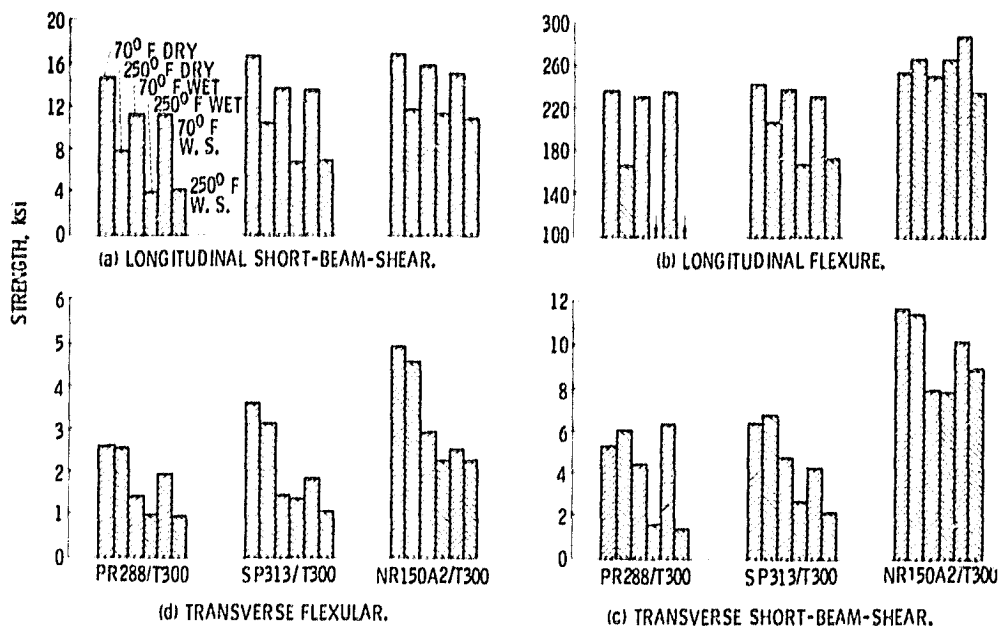 STRENGTH, ksi
20
16
12
8
4
0
70° F DRY
250° F DRY
70° F WET
250° F WET
70° F
W. S.
250° F
W. S.
(a) LONGITUDINAL SHORT-BEAM-SHEAR.
300
260
220
180
140
100
(b) LONGITUDINAL FLEXURE.
6
5
4
3
2
1
0
PR288/T300
SP313/T300
NR150A2/T300
(d) TRANSVERSE FLEXULAR.
12
10
8
6
4
2
0
PR288/T300
SP313/T300
NR150A2/T300
(c) TRANSVERSE SHORT-BEAM-SHEAR.